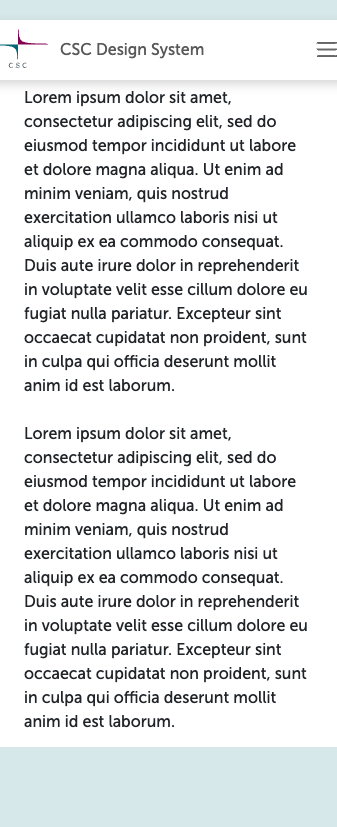 CSC
CSC Design System
Lorem ipsum dolor sit amet,
consectetur adipiscing elit, sed do
eiusmod tempor incididunt ut labore
et dolore magna aliqua. Ut enim ad
minim veniam, quis nostrud
exercitation ullamco laboris nisi ut
aliquip ex ea commodo consequat.
Duis aute irure dolor in reprehenderit
in voluptate velit esse cillum dolore eu
fugiat nulla pariatur. Excepteur sint
occaecat cupidatat non proident, sunt
in culpa qui officia deserunt mollit
anim id est laborum.
Lorem ipsum dolor sit amet,
consectetur adipiscing elit, sed do
eiusmod tempor incididunt ut labore
et dolore magna aliqua. Ut enim ad
minim veniam, quis nostrud
exercitation ullamco laboris nisi ut
aliquip ex ea commodo consequat.
Duis aute irure dolor in reprehenderit
in voluptate velit esse cillum dolore eu
fugiat nulla pariatur. Excepteur sint
occaecat cupidatat non proident, sunt
in culpa qui officia deserunt mollit
anim id est laborum.